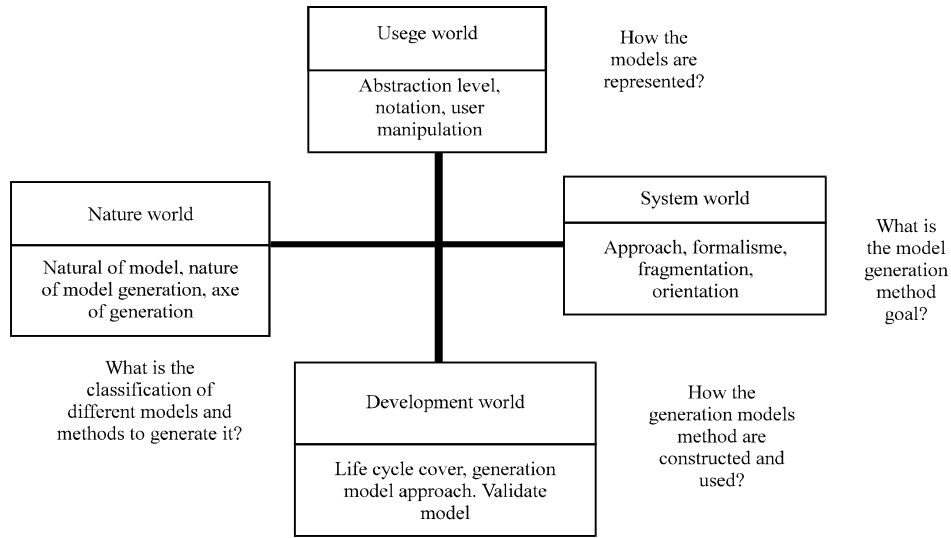 Usege world
Abstraction level,
notation, user
manipulation
How the
models are
represented?
Nature world
Natural of model, nature
of model generation, axe
of generation
What is the
classification of
different models and
methods to generate it?
System world
Approach, formalisme,
fragmentation,
orientation
What is
the model
generation
method
goal?
Development world
Life cycle cover, generation
model approach. Validate
model
How the
generation models
method are
constructed and
used?